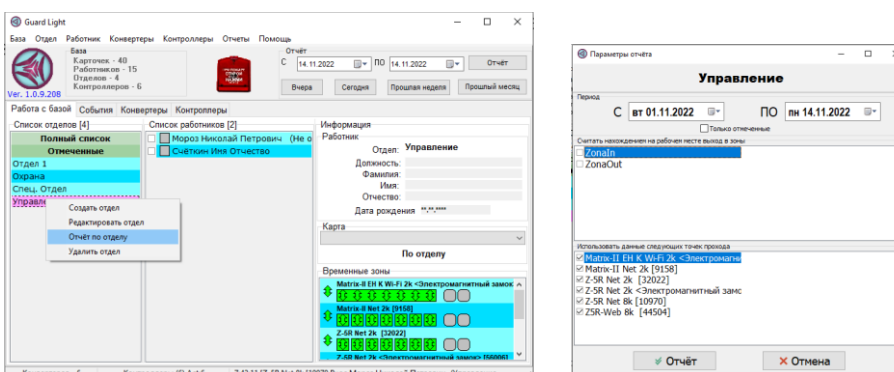 Guard Light
База Отдел Работник Конвертеры Контроллеры Отчеты Помощь
База
Карточек - 40
Работников - 15
Отделов - 4
Контроллеров - 6
Ver. 1.0.9.208
Отчёт
С 14.11.2022 ПО 14.11.2022 Отчёт
Вчера Сегодня Прошлая неделя Прошлый месяц
Работа с базой События Конвертеры Контроллеры
Список отделов [4]
Полный список
Отмеченные
Отдел 1
Охрана
Спец. Отдел
Управле
Создать отдел
Редактировать отдел
Отчёт по отделу
Удалить отдел
Список работников [2]
Мороз Николай Петрович (Не о
Счёткин Имя Отчество
Информация
Работник
Отдел: Управление
Должность:
Фамилия:
Имя:
Отчество:
Дата рождения **.**.****
Карта
По отделу
Временные зоны
Matrix-II EH K Wi-Fi 2k <Электромагнитный замок
Matrix-II Net 2k [9158]
Z-5R Net 2k [32022]
Z-5R Net 2k <Электромагнитный замок> [56006]
Параметры отчёта
Управление
Период
С вт 01.11.2022 ПО пн 14.11.2022
Только отмеченные
Считать нахождением на рабочем месте выход в зоны
ZonaIn
ZonaOut
Использовать данные следующих точек прохода
Matrix-II EH K Wi-Fi 2k <Электромагни
Matrix-II Net 2k [9158]
Z-5R Net 2k [32022]
Z-5R Net 2k <Электромагнитный замс
Z-5R Net 8k [10970]
Z5R-Web 8k [44504]
Отчёт Отмена